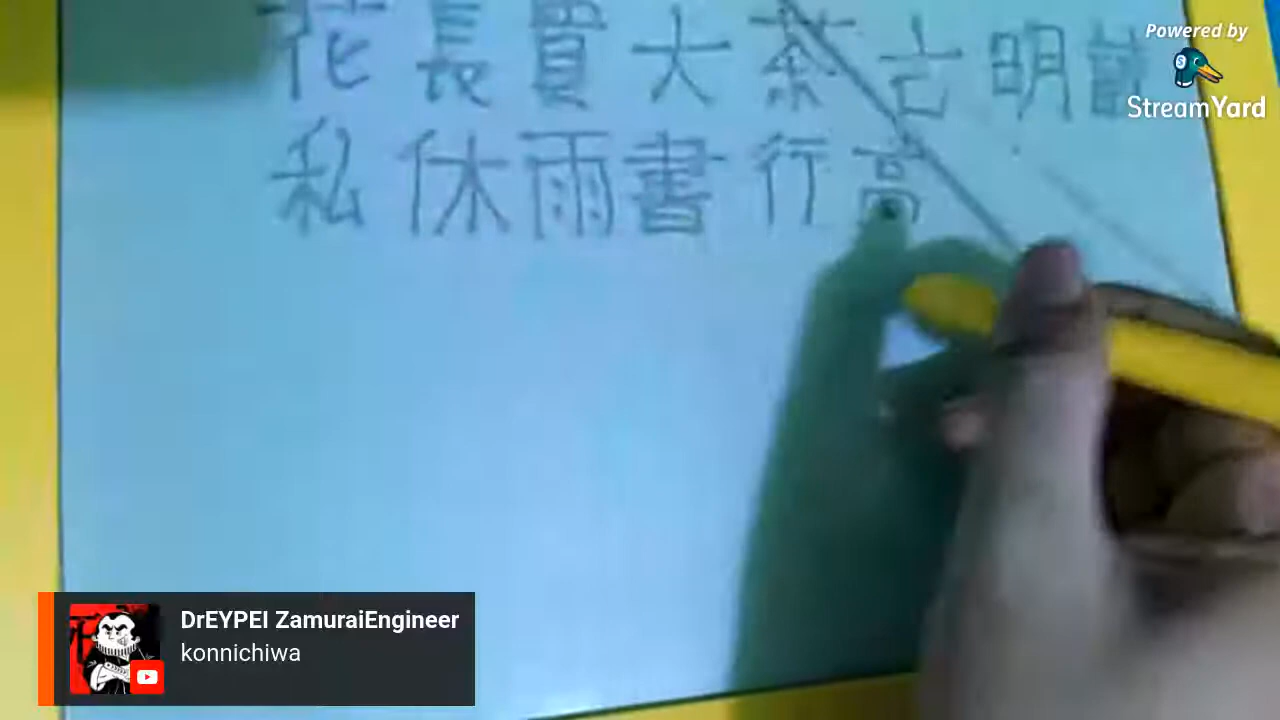 花 長 買 大 茶 古 明
私 休 雨 書 行 高
Powered by
StreamYard
DrEYPEI ZamuraiEngineer
konnichiwa